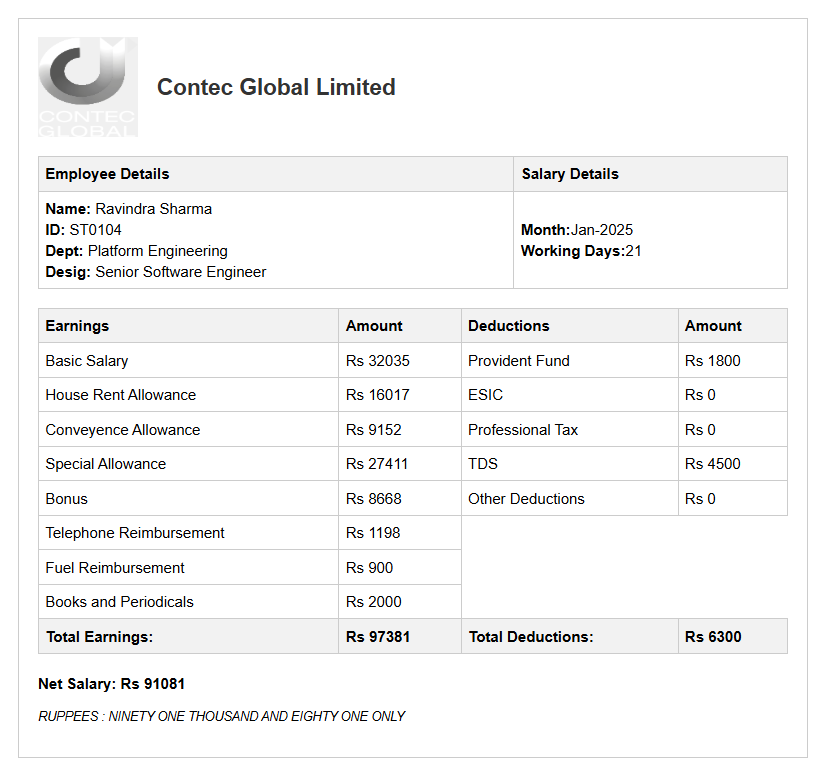 CONTEC
GLOBAL
Contec Global Limited
Employee Details Salary Details
Name: Ravindra Sharma
ID: ST0104
Dept: Platform Engineering
Desig: Senior Software Engineer
Month:Jan-2025
Working Days:21
Earnings Amount Deductions Amount
Basic Salary Rs 32035 Provident Fund Rs 1800
House Rent Allowance Rs 16017 ESIC Rs 0
Conveyence Allowance Rs 9152 Professional Tax Rs 0
Special Allowance Rs 27411 TDS Rs 4500
Bonus Rs 8668 Other Deductions Rs 0
Telephone Reimbursement Rs 1198
Fuel Reimbursement Rs 900
Books and Periodicals Rs 2000
Total Earnings: Rs 97381 Total Deductions: Rs 6300
Net Salary: Rs 91081
RUPPEES : NINETY ONE THOUSAND AND EIGHTY ONE ONLY